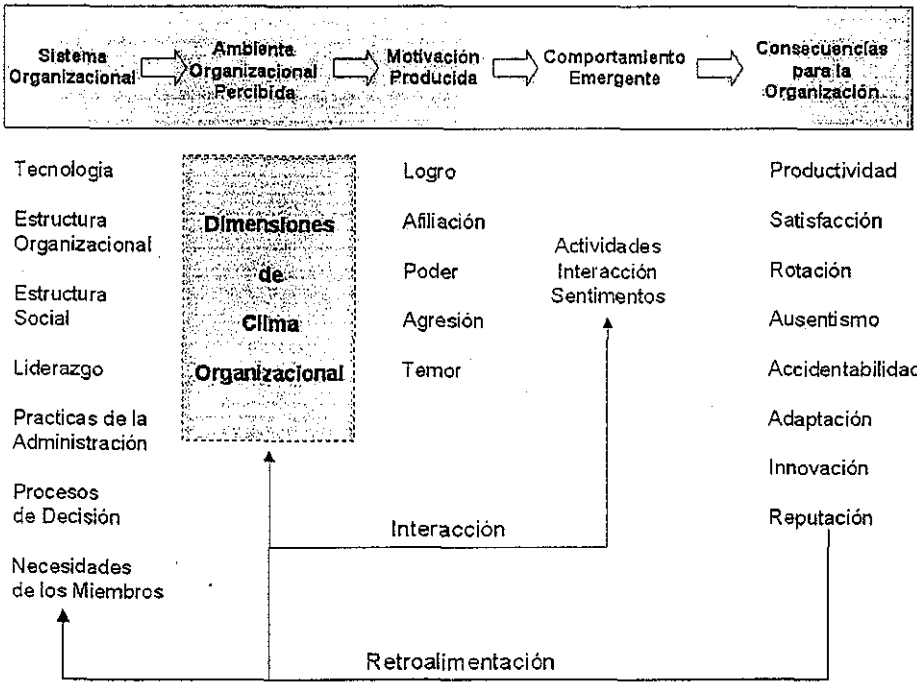 Sistema
Organizacional
Ambiente
Organizacional
Percibida
Motivación
Producida
Comportamiento
Emergente
Consecuencias
para la
Organización
Tecnologia
Estructura
Organizacional
Estructura
Social
Liderazgo
Practicas de la
Administración
Procesos
de Decisión
Necesidades
de los Miembros
Dimensiones
de
Clima
Organizacional
Logro
Afiliación
Poder
Agresión
Temor
Actividades
Interacción
Sentimentos
Productividad
Satisfacción
Rotación
Ausentismo
Accidentabilidad
Adaptación
Innovación
Reputación
Interacción
Retroalimentación